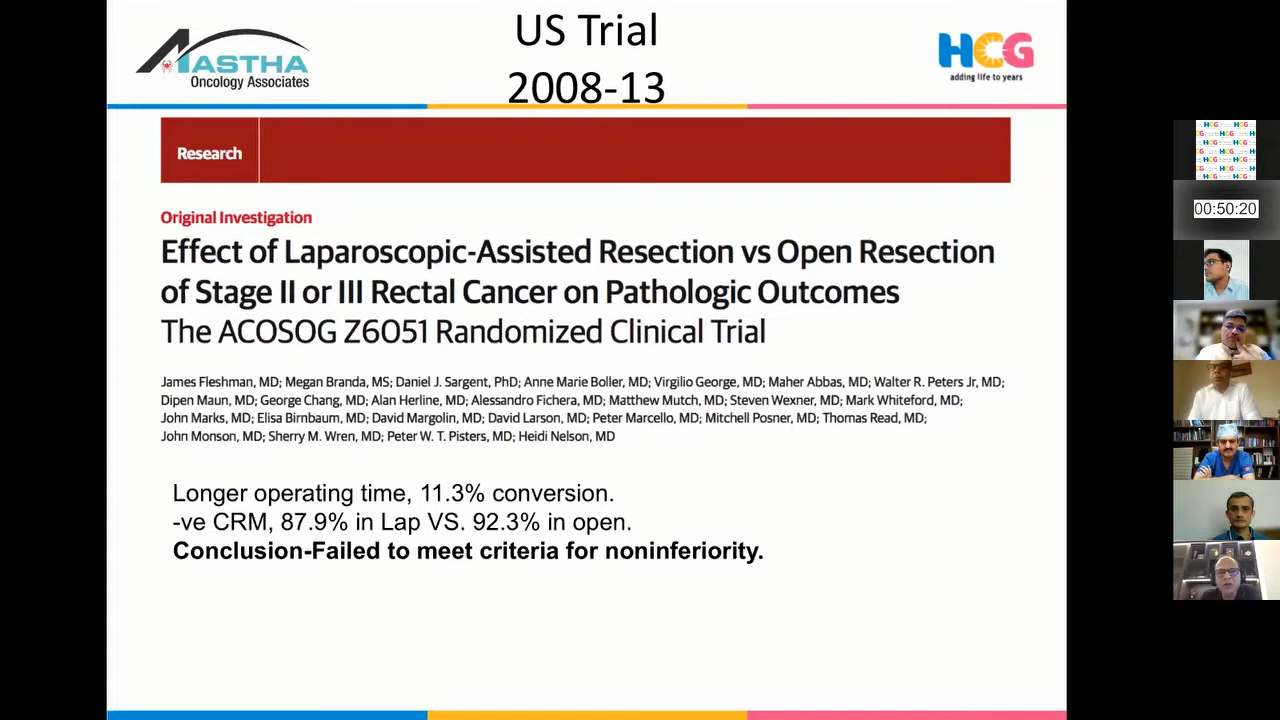 US Trial
2008-13
AASTHA
Oncology Associates
HCG
adding life to years
Research
Original Investigation
Effect of Laparoscopic-Assisted Resection vs Open Resection
of Stage II or III Rectal Cancer on Pathologic Outcomes
The ACOSOG Z6051 Randomized Clinical Trial
James Fleshman, MD; Megan Branda, MS; Daniel J. Sargent, PhD; Anne Marie Boller, MD; Virgilio George, MD; Maher Abbas, MD; Walter R. Peters Jr, MD;
Dipen Maun, MD; George Chang, MD; Alan Herline, MD; Alessandro Fichera, MD; Matthew Mutch, MD; Steven Wexner, MD; Mark Whiteford, MD;
John Marks, MD; Elisa Birnbaum, MD; David Margolin, MD; David Larson, MD; Peter Marcello, MD; Mitchell Posner, MD; Thomas Read, MD;
John Monson, MD; Sherry M. Wren, MD; Peter W. T. Pisters, MD; Heidi Nelson, MD
Longer operating time, 11.3% conversion.
-ve CRM, 87.9% in Lap VS. 92.3% in open.
Conclusion-Failed to meet criteria for noninferiority.
00:50:20